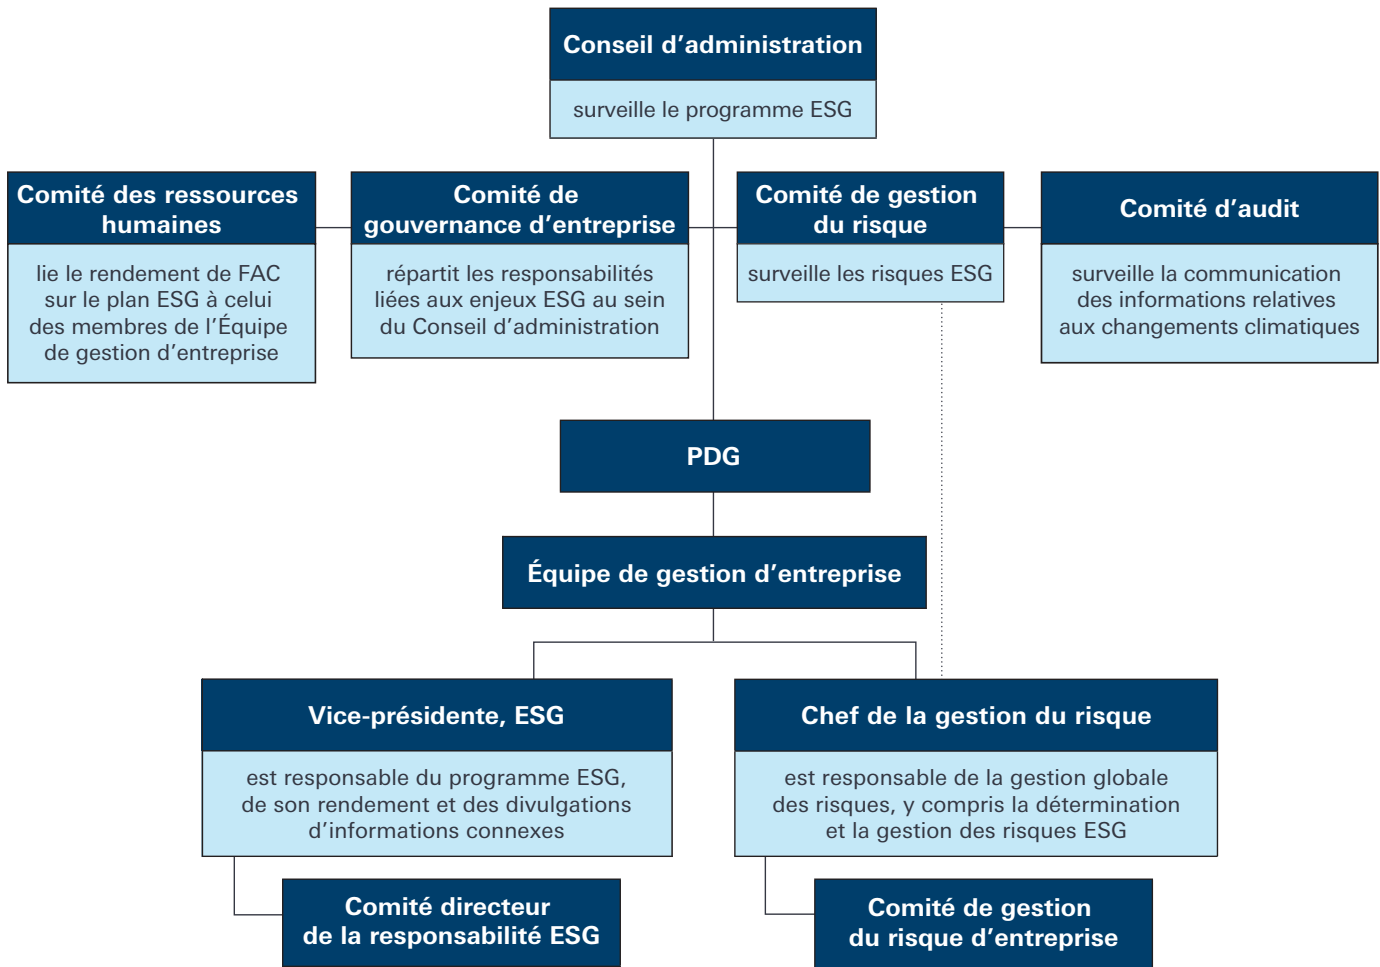 Conseil d’administration
surveille le programme ESG
Comité des ressources
humaines
lie le rendement de FAC
sur le plan ESG à celui
des membres de l’Équipe
de gestion d’entreprise
Comité de
gouvernance d’entreprise
répartit les responsabilités
liées aux enjeux ESG au sein
du Conseil d’administration
Comité de gestion
du risque
surveille les risques ESG
Comité d’audit
surveille la communication
des informations relatives
aux changements climatiques
PDG
Équipe de gestion d’entreprise
Vice-présidente, ESG
est responsable du programme ESG,
de son rendement et des divulgations
d’informations connexes
Chef de la gestion du risque
est responsable de la gestion globale
des risques, y compris la détermination
et la gestion des risques ESG
Comité directeur
de la responsabilité ESG
Comité de gestion
du risque d’entreprise